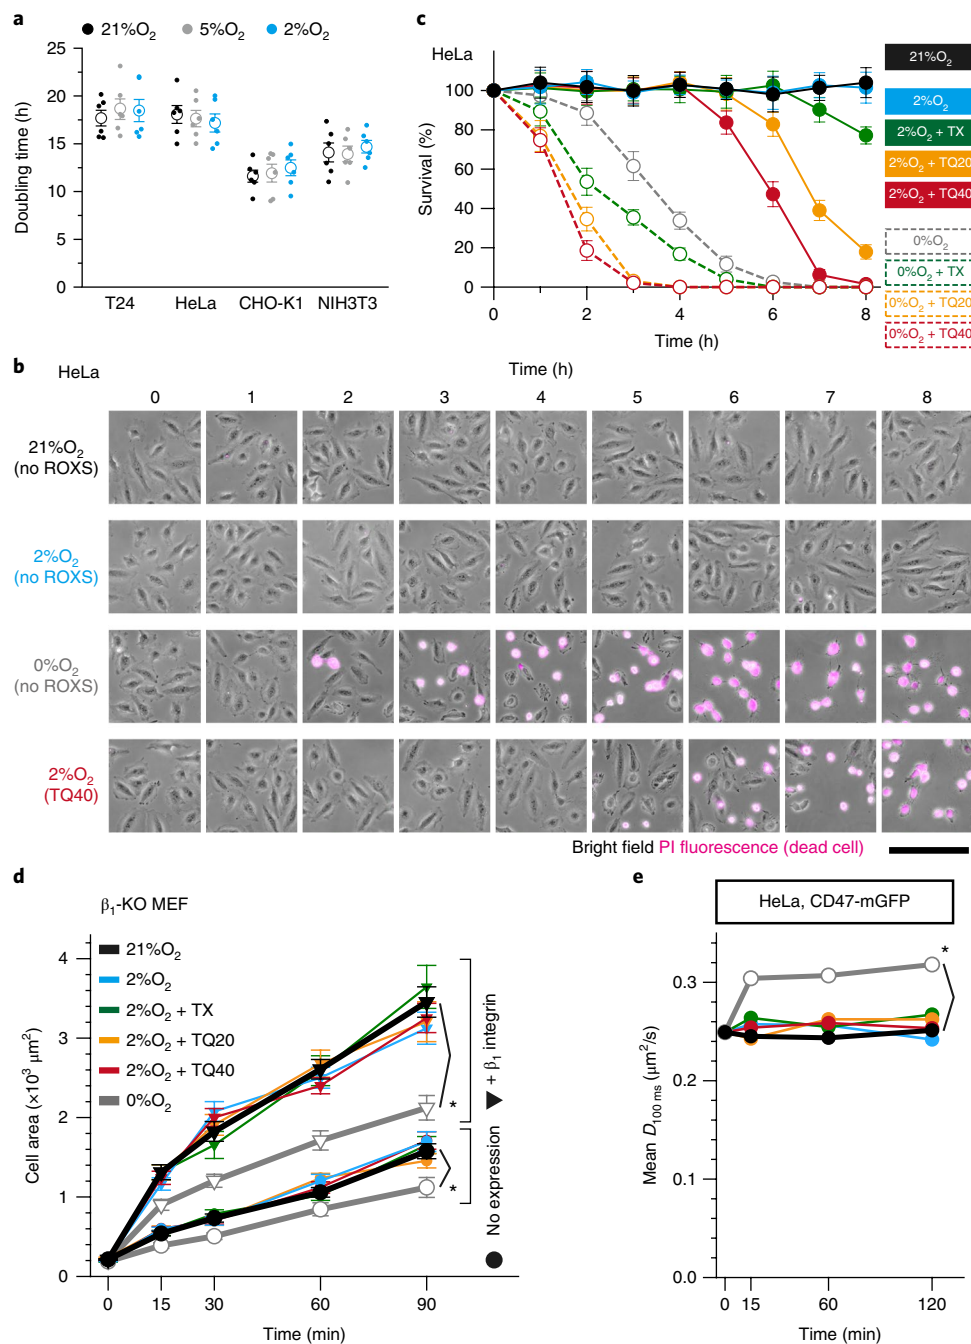 a
21%O₂ 5%O₂ 2%O₂
Doubling time (h)
25
20
15
10
5
0
T24 HeLa CHO-K1 NIH3T3
c
HeLa
Survival (%)
100
80
60
40
20
0
0 2 4 6 8
Time (h)
21%O₂
2%O₂
2%O₂ + TX
2%O₂ + TQ20
2%O₂ + TQ40
0%O₂
0%O₂ + TX
0%O₂ + TQ20
0%O₂ + TQ40
b
HeLa
Time (h)
0 1 2 3 4 5 6 7 8
21%O₂
(no ROXS)
2%O₂
(no ROXS)
0%O₂
(no ROXS)
2%O₂
(TQ40)
Bright field PI fluorescence (dead cell)
d
β₁-KO MEF
21%O₂
2%O₂
2%O₂ + TX
2%O₂ + TQ20
2%O₂ + TQ40
0%O₂
Cell area (×10³ μm²)
4
3
2
1
0
0 15 30 60 90
Time (min)
*
*
▼ + β₁ integrin
● No expression
e
HeLa, CD47-mGFP
*
Mean D₁₀₀ ₘₛ (μm²/s)
0.3
0.2
0.1
0.0
0 15 60 120
Time (min)